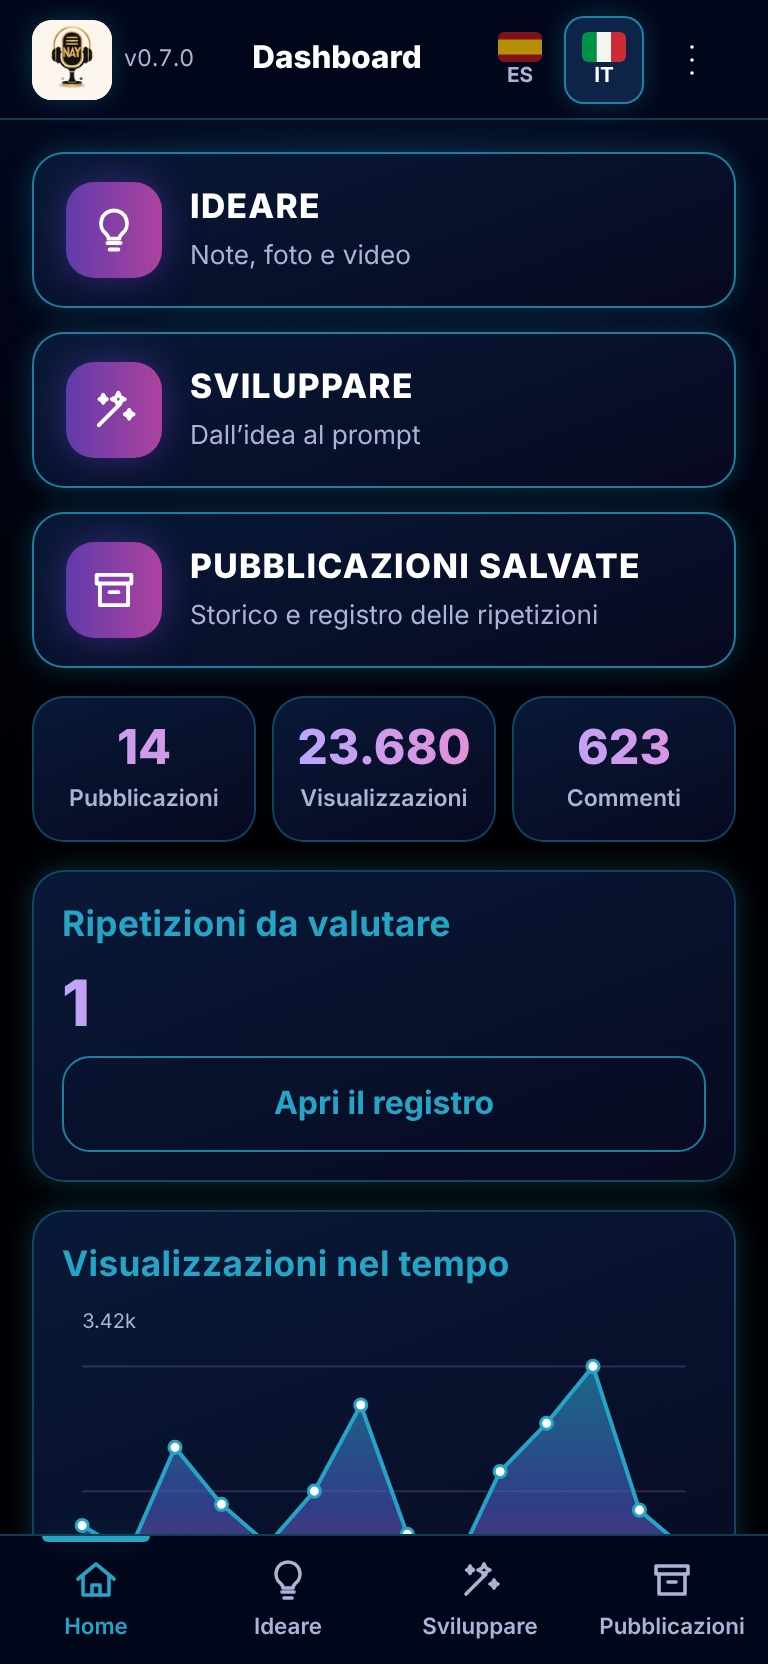 NAY
v0.7.0
Dashboard
ES
IT
IDEARE
Note, foto e video
SVILUPPARE
Dall’idea al prompt
PUBBLICAZIONI SALVATE
Storico e registro delle ripetizioni
14
Pubblicazioni
23.680
Visualizzazioni
623
Commenti
Ripetizioni da valutare
1
Apri il registro
Visualizzazioni nel tempo
3.42k
Home
Ideare
Sviluppare
Pubblicazioni